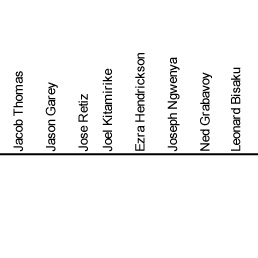 Jacob Thomas
Jason Garey
Jose Retiz
Joel Kitamirike
Ezra Hendrickson
Joseph Ngwenya
Ned Grabavoy
Leonard Bisaku